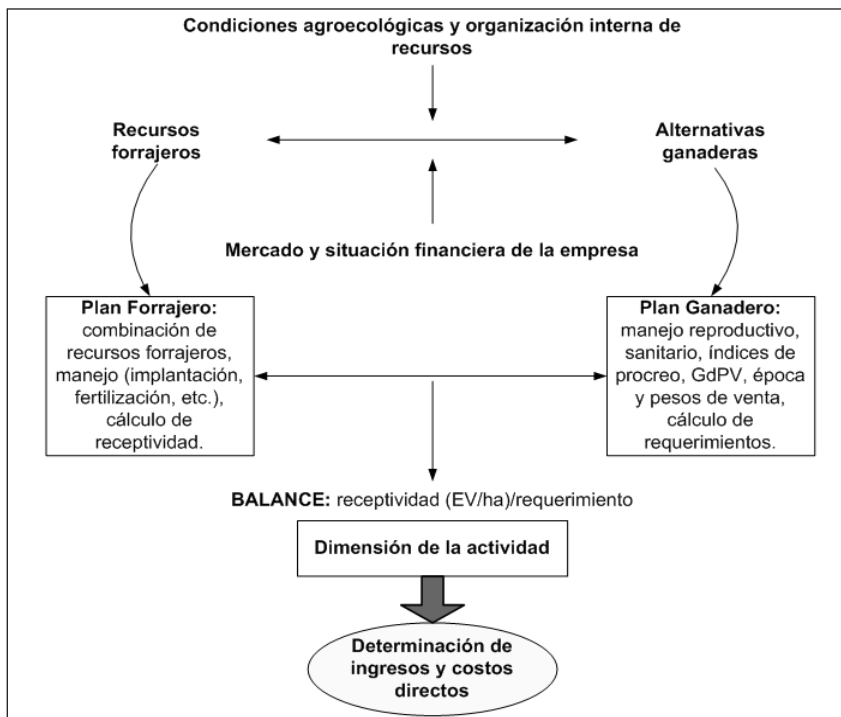 Condiciones agroecológicas y organización interna de
recursos
Recursos
forrajeros
Alternativas
ganaderas
Mercado y situación financiera de la empresa
Plan Forrajero:
combinación de
recursos forrajeros,
manejo (implantación,
fertilización, etc.),
cálculo de
receptividad.
Plan Ganadero:
manejo reproductivo,
sanitario, índices de
procreo, GdPV, época
y pesos de venta,
cálculo de
requerimientos.
BALANCE: receptividad (EV/ha)/requerimiento
Dimensión de la actividad
Determinación de
ingresos y costos
directos